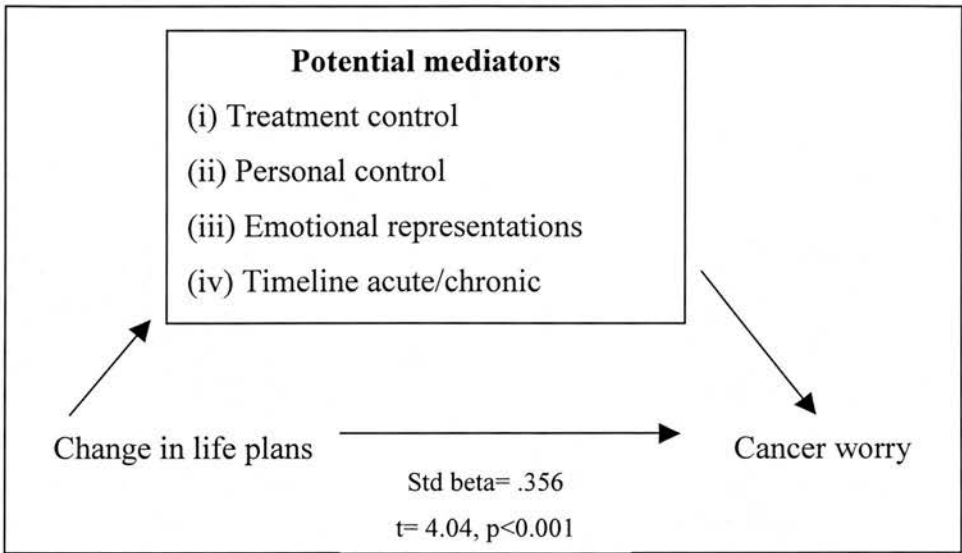 Potential mediators
(i) Treatment control
(ii) Personal control
(iii) Emotional representations
(iv) Timeline acute/chronic
Change in life plans
Cancer worry
Std beta= .356
t= 4.04, p<0.001